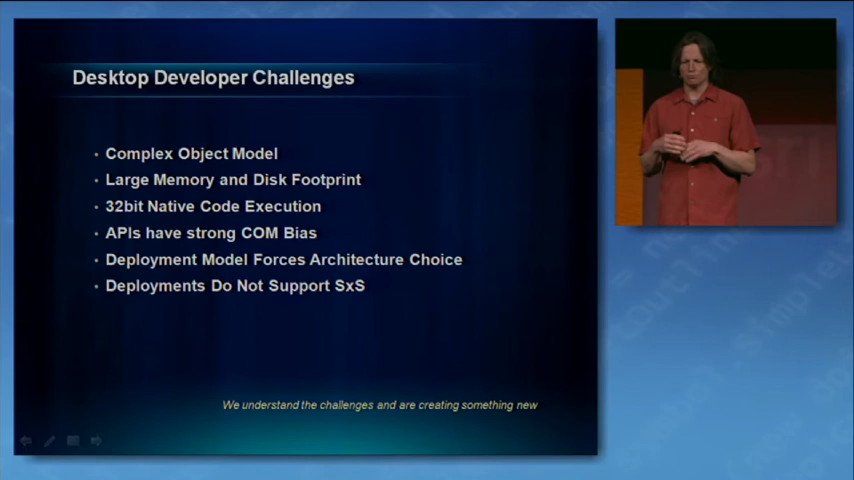 Desktop Developer Challenges
• Complex Object Model
• Large Memory and Disk Footprint
• 32bit Native Code Execution
• APIs have strong COM Bias
• Deployment Model Forces Architecture Choice
• Deployments Do Not Support SxS
We understand the challenges and are creating something new